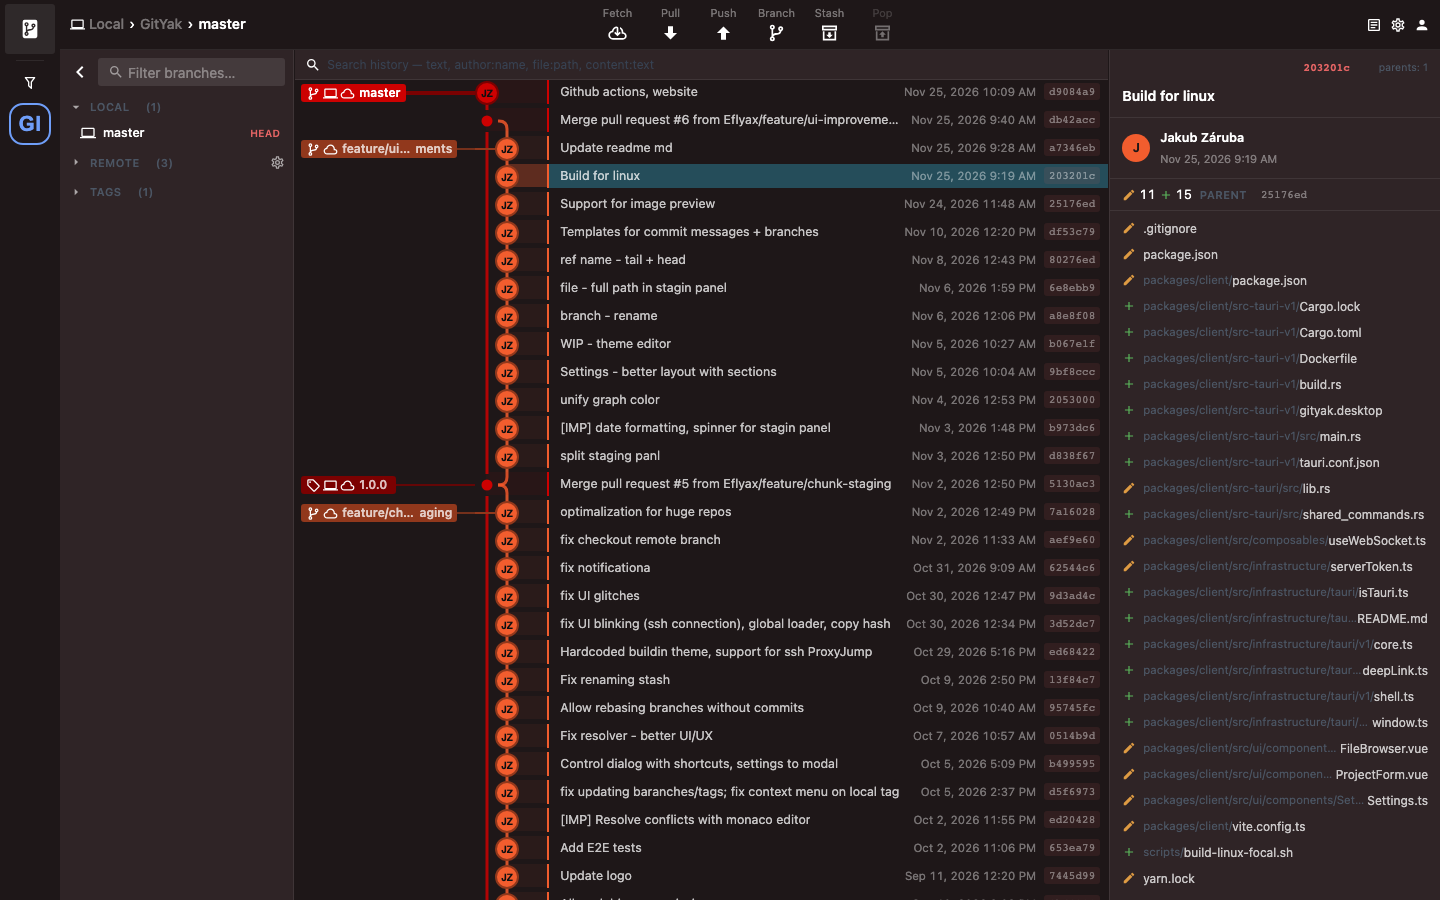 Local › GitYak › master
Fetch
Pull
Push
Branch
Stash
Pop
GI
Filter branches...
LOCAL (1)
master HEAD
REMOTE (3)
TAGS (1)
Search history — text, author:name, file:path, content:text
master JZ Github actions, website Nov 25, 2026 10:09 AM d9084a9
Merge pull request #6 from Eflyax/feature/ui-improveme... Nov 25, 2026 9:40 AM db42acc
feature/ui... ments JZ Update readme md Nov 25, 2026 9:28 AM a7346eb
JZ Build for linux Nov 25, 2026 9:19 AM 203201c
JZ Support for image preview Nov 24, 2026 11:48 AM 25176ed
JZ Templates for commit messages + branches Nov 10, 2026 12:20 PM df53c79
JZ ref name - tail + head Nov 8, 2026 12:43 PM 80276ed
JZ file - full path in stagin panel Nov 6, 2026 1:59 PM 6e8ebb9
JZ branch - rename Nov 6, 2026 12:06 PM a8e8f08
JZ WIP - theme editor Nov 5, 2026 10:27 AM b067e1f
JZ Settings - better layout with sections Nov 5, 2026 10:04 AM 9bf8ccc
JZ unify graph color Nov 4, 2026 12:53 PM 2053000
JZ [IMP] date formatting, spinner for stagin panel Nov 3, 2026 1:48 PM b973dc6
JZ split staging panl Nov 3, 2026 12:50 PM d838f67
1.0.0 Merge pull request #5 from Eflyax/feature/chunk-staging Nov 2, 2026 12:50 PM 5130ac3
feature/ch... aging JZ optimalization for huge repos Nov 2, 2026 12:49 PM 7a16028
JZ fix checkout remote branch Nov 2, 2026 11:33 AM aef9e60
JZ fix notificationa Oct 31, 2026 9:09 AM 62544c6
JZ fix UI glitches Oct 30, 2026 12:47 PM 9d3ad4c
JZ fix UI blinking (ssh connection), global loader, copy hash Oct 30, 2026 12:34 PM 3d52dc7
JZ Hardcoded buildin theme, support for ssh ProxyJump Oct 29, 2026 5:16 PM ed68422
JZ Fix renaming stash Oct 9, 2026 2:50 PM 13f84c7
JZ Allow rebasing branches without commits Oct 9, 2026 10:40 AM 95745fc
JZ Fix resolver - better UI/UX Oct 7, 2026 10:57 AM 0514b9d
JZ Control dialog with shortcuts, settings to modal Oct 5, 2026 5:09 PM b499595
JZ fix updating baranches/tags; fix context menu on local tag Oct 5, 2026 2:37 PM d5f6973
JZ [IMP] Resolve conflicts with monaco editor Oct 2, 2026 11:55 PM ed20428
JZ Add E2E tests Oct 2, 2026 11:06 PM 653ea79
JZ Update logo Sep 11, 2026 12:20 PM 7445d99
203201c parents: 1
Build for linux
J Jakub Záruba
Nov 25, 2026 9:19 AM
11 + 15 PARENT 25176ed
.gitignore
package.json
packages/client/package.json
+ packages/client/src-tauri-v1/Cargo.lock
+ packages/client/src-tauri-v1/Cargo.toml
+ packages/client/src-tauri-v1/Dockerfile
+ packages/client/src-tauri-v1/build.rs
+ packages/client/src-tauri-v1/gityak.desktop
+ packages/client/src-tauri-v1/src/main.rs
+ packages/client/src-tauri-v1/tauri.conf.json
packages/client/src-tauri/src/lib.rs
+ packages/client/src-tauri/src/shared_commands.rs
packages/client/src/composables/useWebSocket.ts
packages/client/src/infrastructure/serverToken.ts
+ packages/client/src/infrastructure/tauri/isTauri.ts
+ packages/client/src/infrastructure/tau... README.md
+ packages/client/src/infrastructure/tauri/v1/core.ts
+ packages/client/src/infrastructure/taur... deepLink.ts
+ packages/client/src/infrastructure/tauri/v1/shell.ts
+ packages/client/src/infrastructure/tauri/... window.ts
packages/client/src/ui/component... FileBrowser.vue
packages/client/src/ui/componen... ProjectForm.vue
packages/client/src/ui/components/Set... Settings.ts
packages/client/vite.config.ts
+ scripts/build-linux-focal.sh
yarn.lock